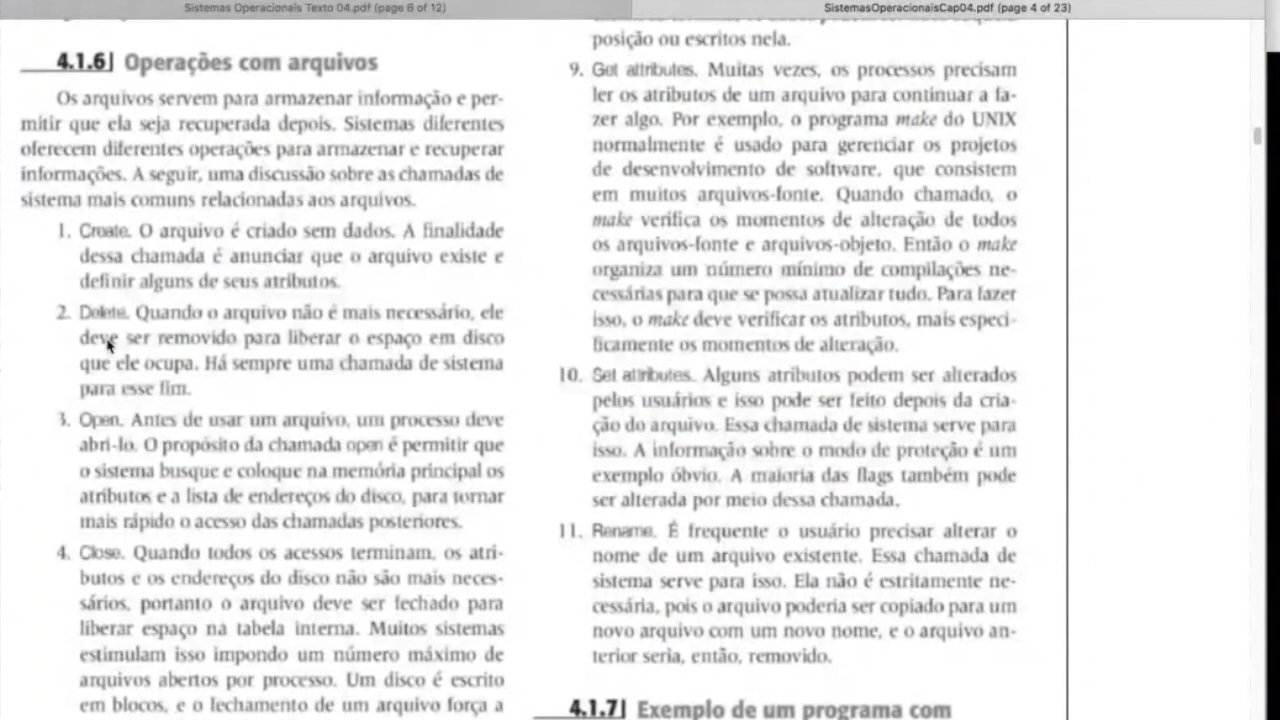 Sistemas Operacionais Texto 04.pdf (page 6 of 12)
SistemasOperacionaisCap04.pdf (page 4 of 23)
4.1.6| Operações com arquivos
Os arquivos servem para armazenar informação e per-
mitir que ela seja recuperada depois. Sistemas diferentes
oferecem diferentes operações para armazenar e recuperar
informações. A seguir, uma discussão sobre as chamadas de
sistema mais comuns relacionadas aos arquivos.
1. Create. O arquivo é criado sem dados. A finalidade
dessa chamada é anunciar que o arquivo existe e
definir alguns de seus atributos.
2. Delete. Quando o arquivo não é mais necessário, ele
deve ser removido para liberar o espaço em disco
que ele ocupa. Há sempre uma chamada de sistema
para esse fim.
3. Open. Antes de usar um arquivo, um processo deve
abri-lo. O propósito da chamada open é permitir que
o sistema busque e coloque na memória principal os
atributos e a lista de endereços do disco, para tornar
mais rápido o acesso das chamadas posteriores.
4. Close. Quando todos os acessos terminam, os atri-
butos e os endereços do disco não são mais neces-
sários, portanto o arquivo deve ser fechado para
liberar espaço na tabela interna. Muitos sistemas
estimulam isso impondo um número máximo de
arquivos abertos por processo. Um disco é escrito
em blocos, e o fechamento de um arquivo força a
posição ou escritos nela.
9. Get attributes. Muitas vezes, os processos precisam
ler os atributos de um arquivo para continuar a fa-
zer algo. Por exemplo, o programa make do UNIX
normalmente é usado para gerenciar os projetos
de desenvolvimento de software, que consistem
em muitos arquivos-fonte. Quando chamado, o
make verifica os momentos de alteração de todos
os arquivos-fonte e arquivos-objeto. Então o make
organiza um número mínimo de compilações ne-
cessárias para que se possa atualizar tudo. Para fazer
isso, o make deve verificar os atributos, mais especi-
ficamente os momentos de alteração.
10. Set attributes. Alguns atributos podem ser alterados
pelos usuários e isso pode ser feito depois da cria-
ção do arquivo. Essa chamada de sistema serve para
isso. A informação sobre o modo de proteção é um
exemplo óbvio. A maioria das flags também pode
ser alterada por meio dessa chamada.
11. Rename. É frequente o usuário precisar alterar o
nome de um arquivo existente. Essa chamada de
sistema serve para isso. Ela não é estritamente ne-
cessária, pois o arquivo poderia ser copiado para um
novo arquivo com um novo nome, e o arquivo an-
terior seria, então, removido.
4.1.7| Exemplo de um programa com